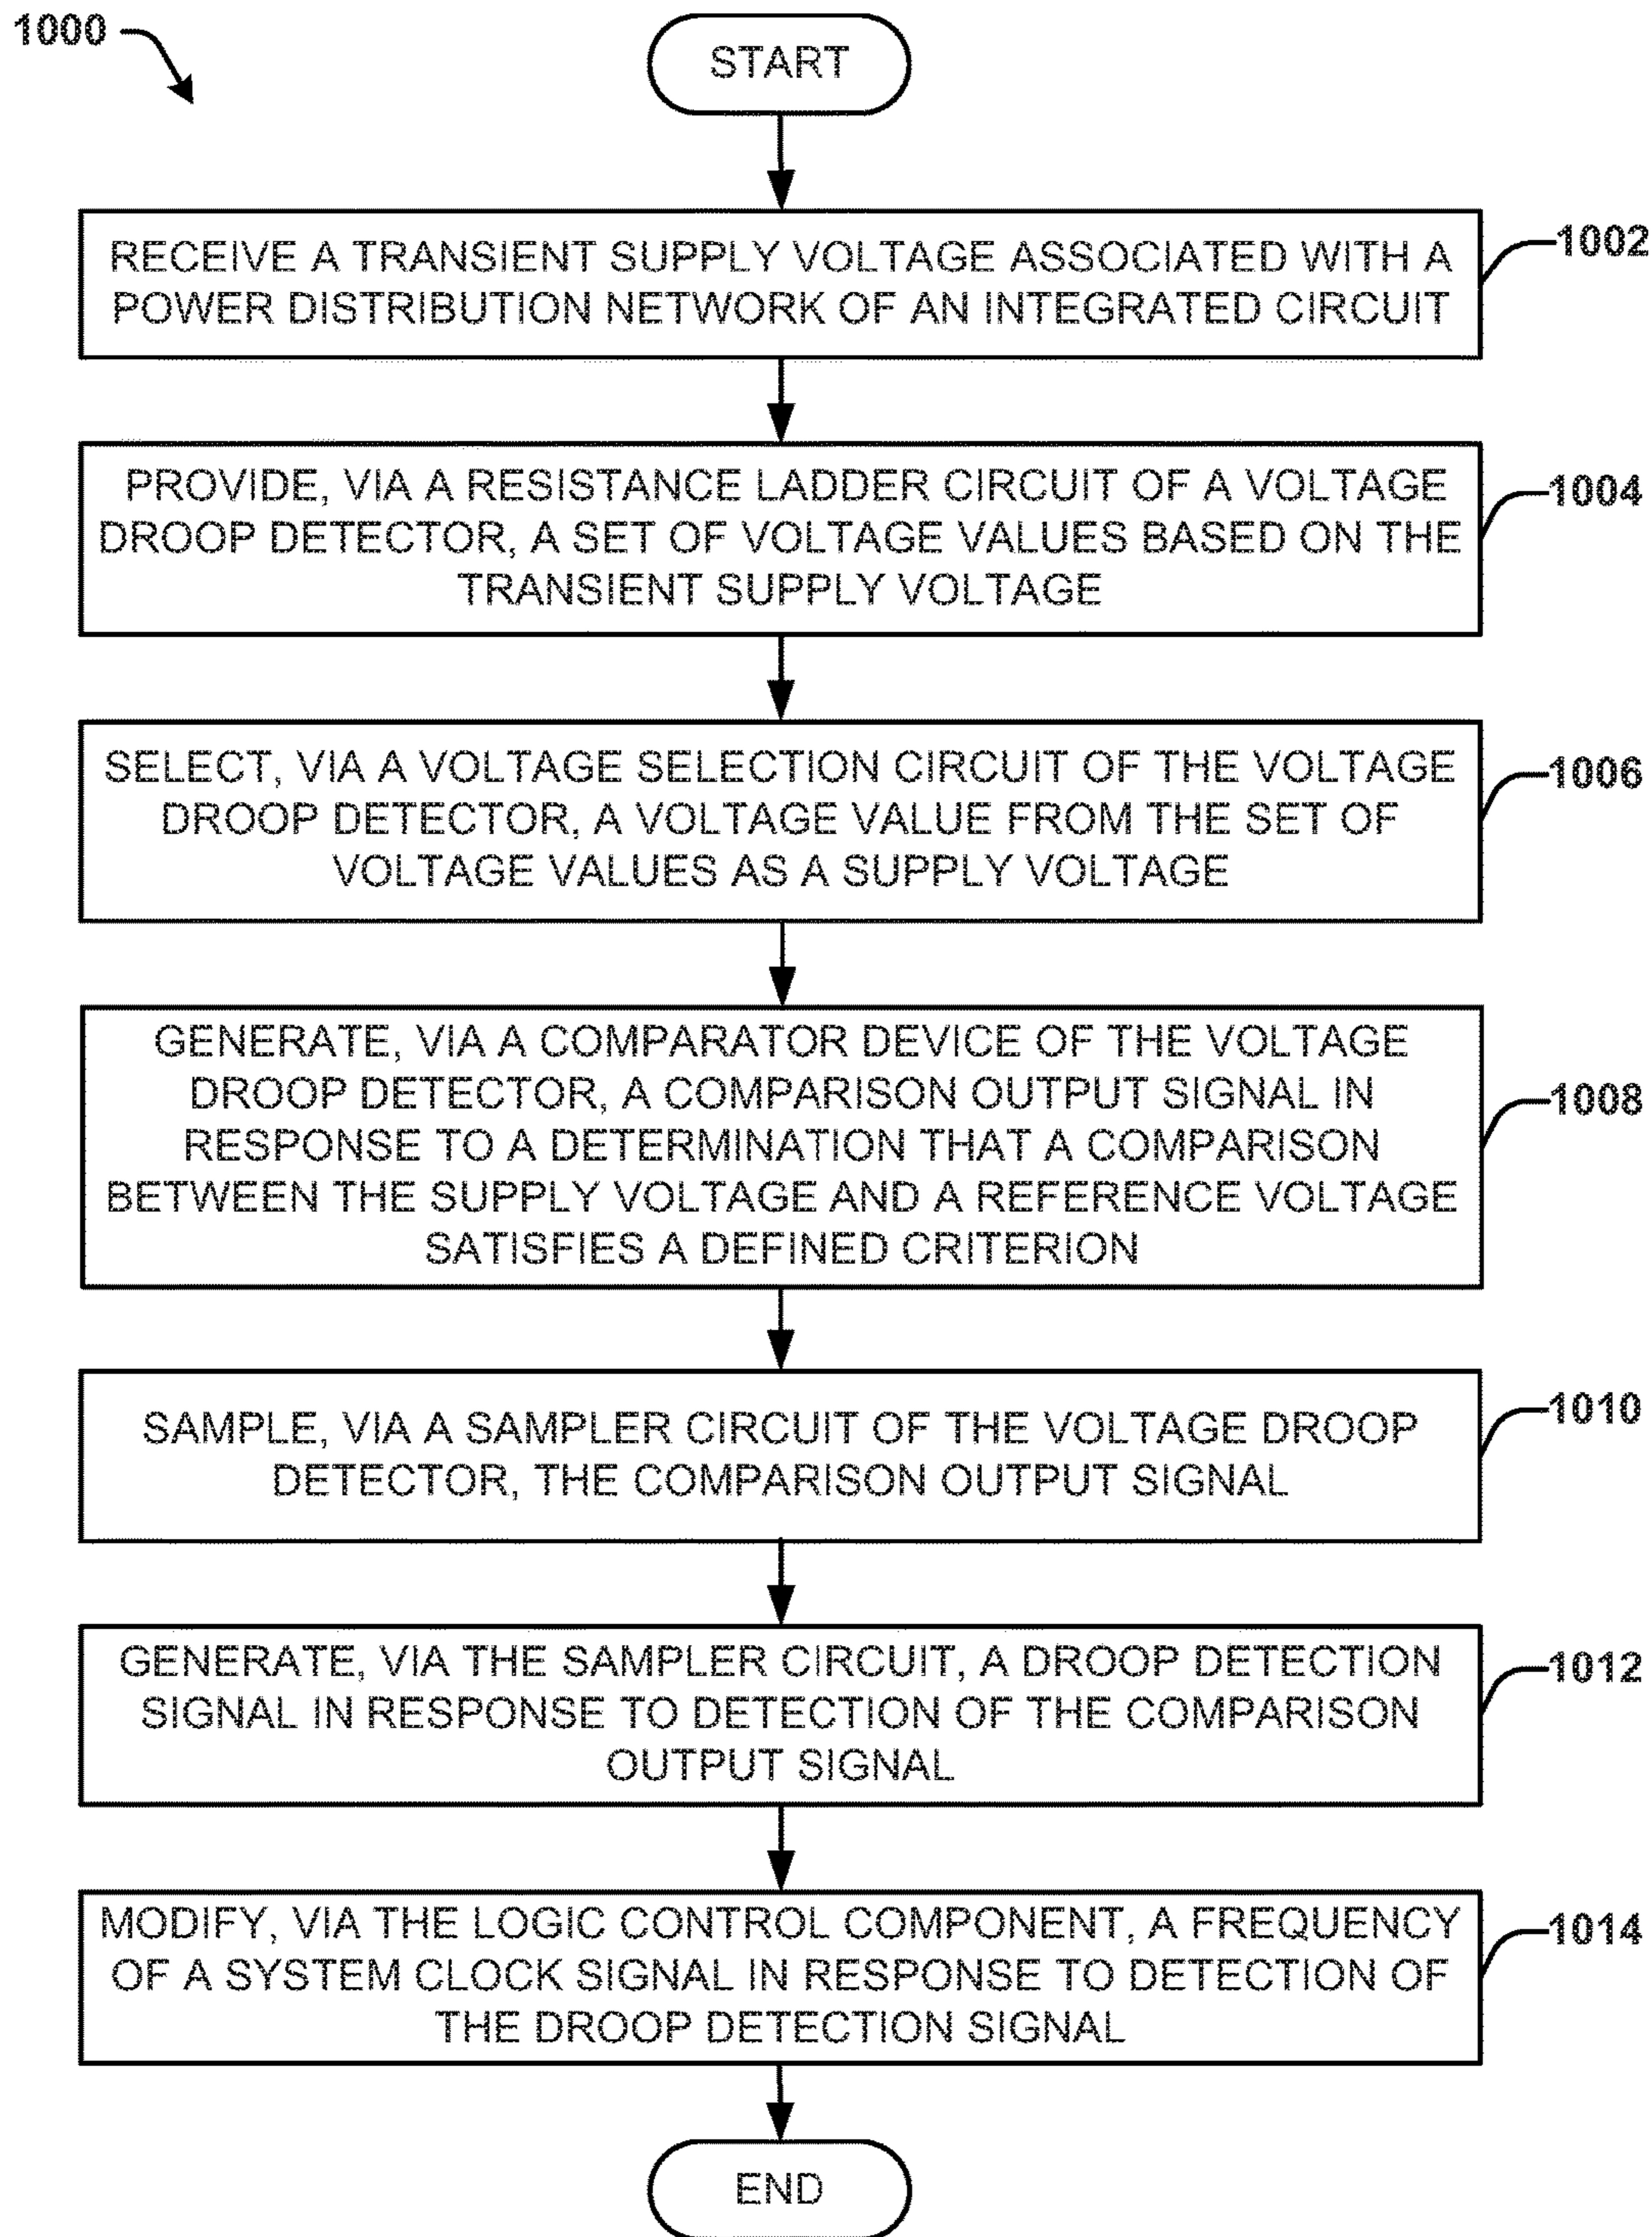 1000
START
RECEIVE A TRANSIENT SUPPLY VOLTAGE ASSOCIATED WITH A
POWER DISTRIBUTION NETWORK OF AN INTEGRATED CIRCUIT
1002
PROVIDE, VIA A RESISTANCE LADDER CIRCUIT OF A VOLTAGE
DROOP DETECTOR, A SET OF VOLTAGE VALUES BASED ON THE
TRANSIENT SUPPLY VOLTAGE
1004
SELECT, VIA A VOLTAGE SELECTION CIRCUIT OF THE VOLTAGE
DROOP DETECTOR, A VOLTAGE VALUE FROM THE SET OF
VOLTAGE VALUES AS A SUPPLY VOLTAGE
1006
GENERATE, VIA A COMPARATOR DEVICE OF THE VOLTAGE
DROOP DETECTOR, A COMPARISON OUTPUT SIGNAL IN
RESPONSE TO A DETERMINATION THAT A COMPARISON
BETWEEN THE SUPPLY VOLTAGE AND A REFERENCE VOLTAGE
SATISFIES A DEFINED CRITERION
1008
SAMPLE, VIA A SAMPLER CIRCUIT OF THE VOLTAGE DROOP
DETECTOR, THE COMPARISON OUTPUT SIGNAL
1010
GENERATE, VIA THE SAMPLER CIRCUIT, A DROOP DETECTION
SIGNAL IN RESPONSE TO DETECTION OF THE COMPARISON
OUTPUT SIGNAL
1012
MODIFY, VIA THE LOGIC CONTROL COMPONENT, A FREQUENCY
OF A SYSTEM CLOCK SIGNAL IN RESPONSE TO DETECTION OF
THE DROOP DETECTION SIGNAL
1014
END